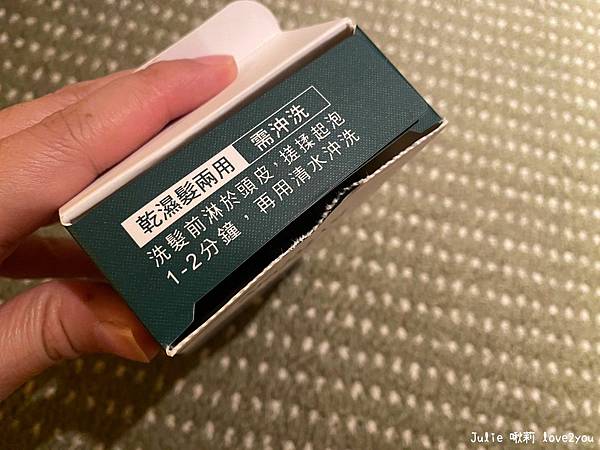 乾濕髮兩用 需沖洗
洗髮前淋於頭皮，搓揉起泡
1-2分鐘，再用清水沖洗
Julie 啾莉 love2you